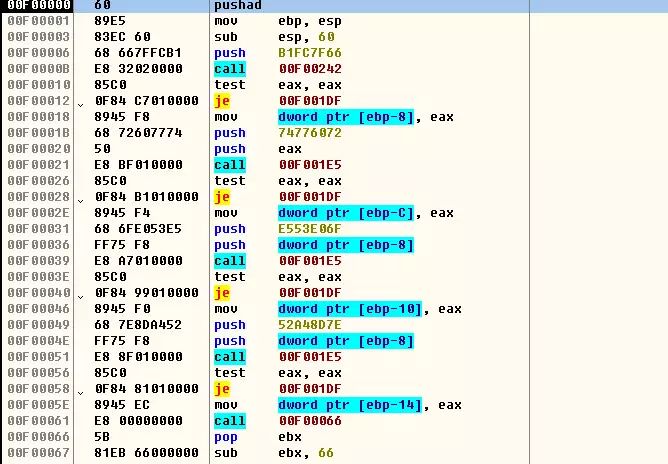 00F00000 60 pushad
00F00001 89E5 mov ebp, esp
00F00003 83EC 60 sub esp, 60
00F00006 68 667FFCB1 push B1FC7F66
00F0000B E8 32020000 call 00F00242
00F00010 85C0 test eax, eax
00F00012 0F84 C7010000 je 00F001DF
00F00018 8945 F8 mov dword ptr [ebp-8], eax
00F0001B 68 72607774 push 74776072
00F00020 50 push eax
00F00021 E8 BF010000 call 00F001E5
00F00026 85C0 test eax, eax
00F00028 0F84 B1010000 je 00F001DF
00F0002E 8945 F4 mov dword ptr [ebp-C], eax
00F00031 68 6FE053E5 push E553E06F
00F00036 FF75 F8 push dword ptr [ebp-8]
00F00039 E8 A7010000 call 00F001E5
00F0003E 85C0 test eax, eax
00F00040 0F84 99010000 je 00F001DF
00F00046 8945 F0 mov dword ptr [ebp-10], eax
00F00049 68 7E8DA452 push 52A48D7E
00F0004E FF75 F8 push dword ptr [ebp-8]
00F00051 E8 8F010000 call 00F001E5
00F00056 85C0 test eax, eax
00F00058 0F84 81010000 je 00F001DF
00F0005E 8945 EC mov dword ptr [ebp-14], eax
00F00061 E8 00000000 call 00F00066
00F00066 5B pop ebx
00F00067 81EB 66000000 sub ebx, 66